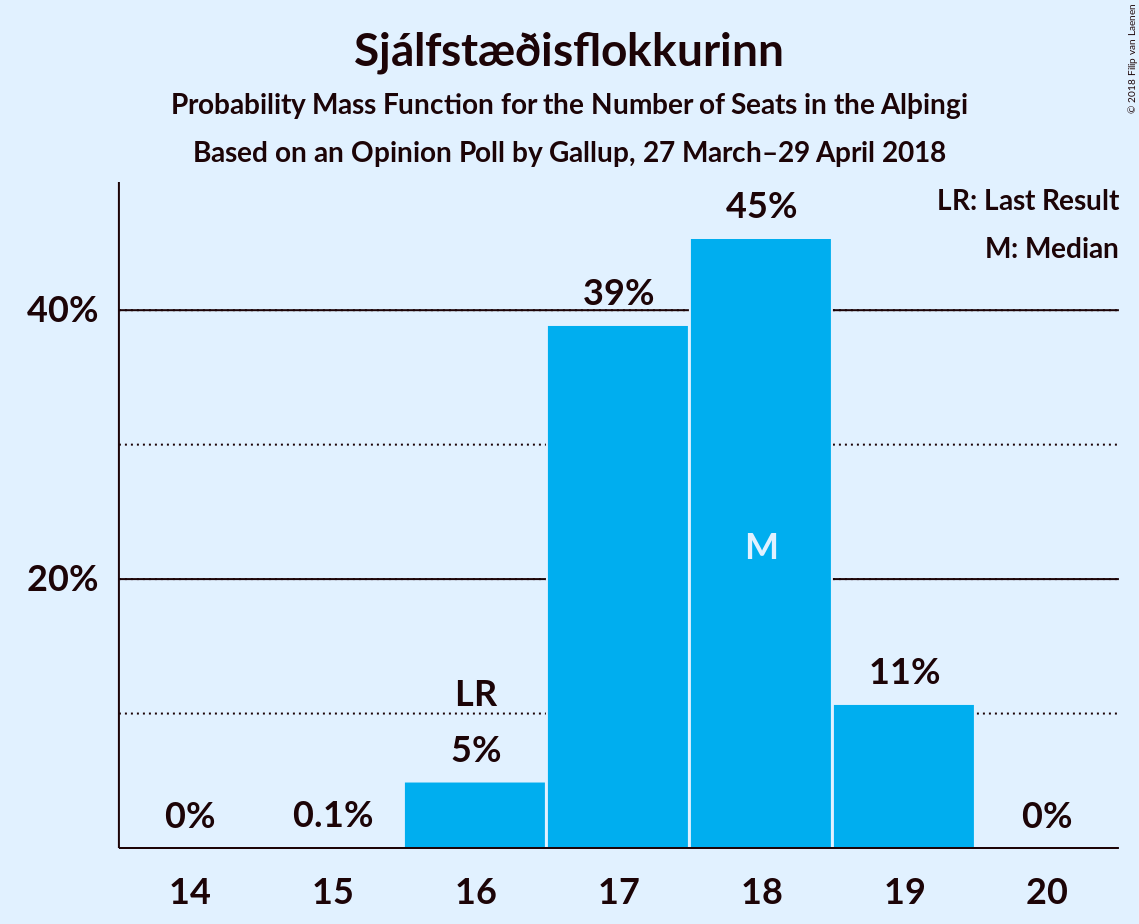 Sjálfstæðisflokkurinn
Probability Mass Function for the Number of Seats in the Alþingi
Based on an Opinion Poll by Gallup, 27 March–29 April 2018
© 2018 Filip van Laenen
LR: Last Result
M: Median
40%
20%
0%
0.1%
LR
5%
39%
45%
M
11%
0%
14 15 16 17 18 19 20